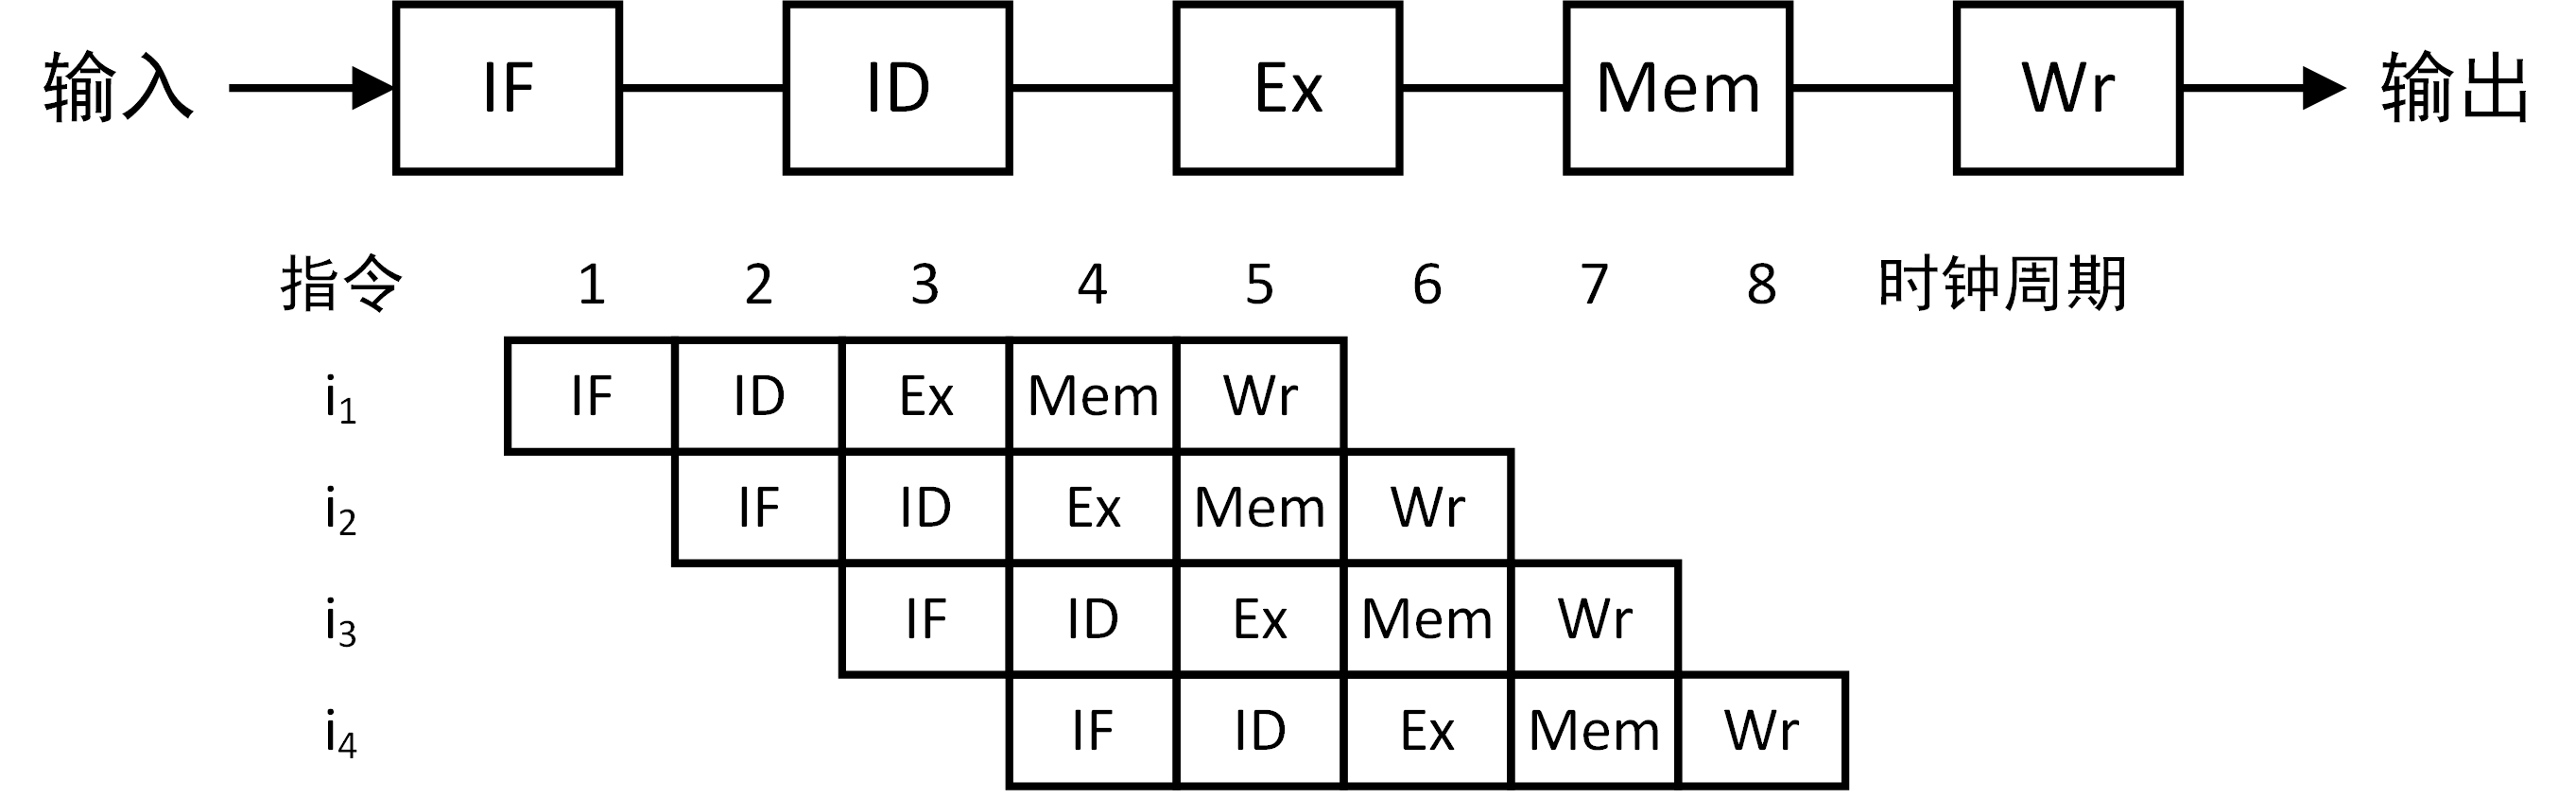 输入 IF ID Ex Mem Wr 输出
指令 1 2 3 4 5 6 7 8 时钟周期
i₁ IF ID Ex Mem Wr
i₂ IF ID Ex Mem Wr
i₃ IF ID Ex Mem Wr
i₄ IF ID Ex Mem Wr